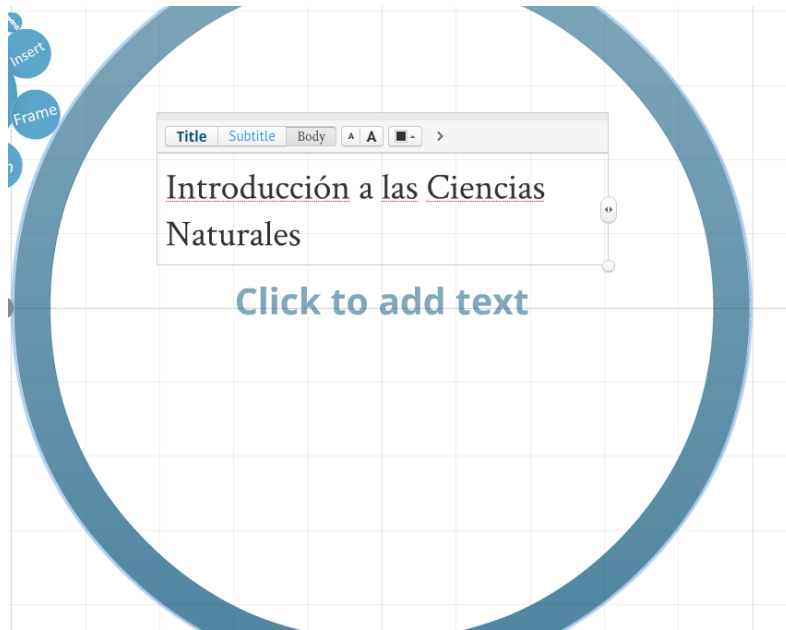 Insert
Frame
Title Subtitle Body A A
Introducción a las Ciencias
Naturales
Click to add text